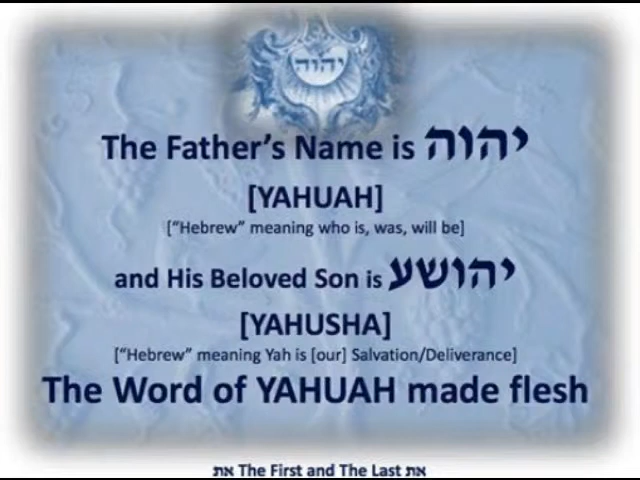 יהוה
The Father's Name is יהוה
[YAHUAH]
["Hebrew" meaning who is, was, will be]
and His Beloved Son is יהושע
[YAHUSHA]
["Hebrew" meaning Yah is [our] Salvation/Deliverance]
The Word of YAHUAH made flesh
את The First and The Last את